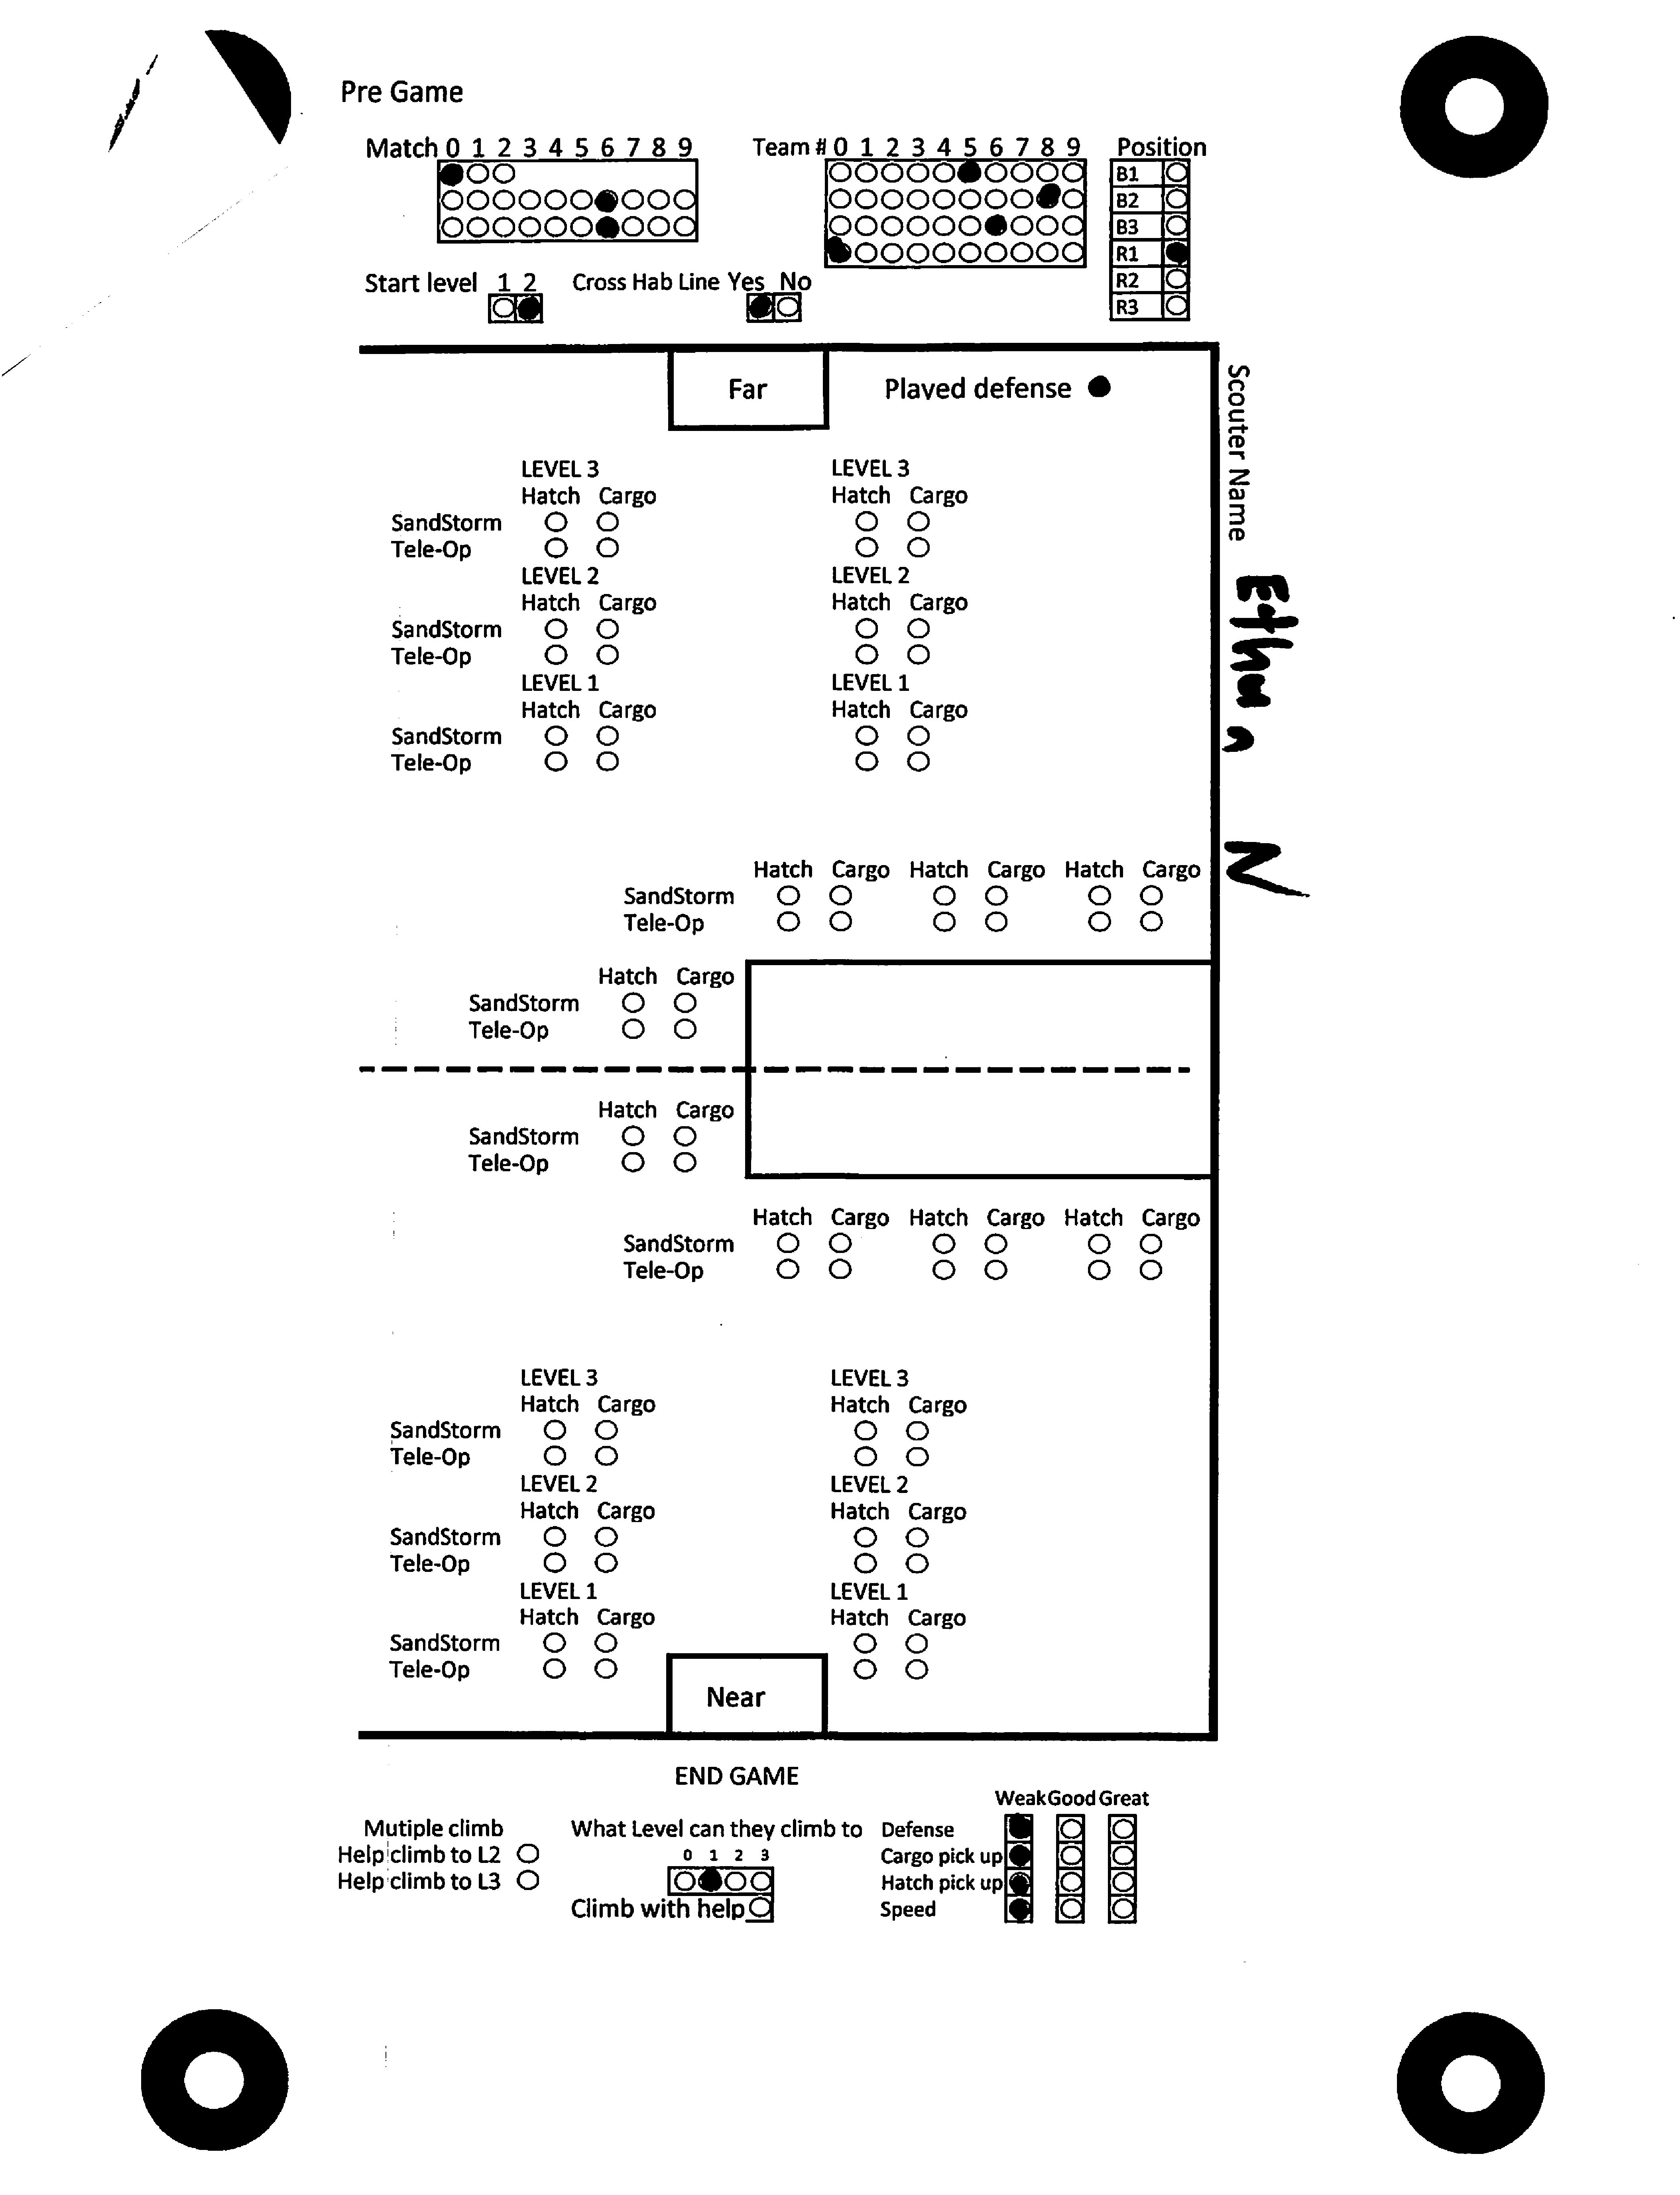 Pre Game
Match 0 1 2 3 4 5 6 7 8 9
Team # 0 1 2 3 4 5 6 7 8 9
Position
B1
B2
B3
R1
R2
R3
Start level 1 2
Cross Hab Line Yes No
Far
Played defense
Scouter Name
Ethan N
LEVEL 3 LEVEL 3
Hatch Cargo Hatch Cargo
SandStorm
Tele-Op
LEVEL 2 LEVEL 2
Hatch Cargo Hatch Cargo
SandStorm
Tele-Op
LEVEL 1 LEVEL 1
Hatch Cargo Hatch Cargo
SandStorm
Tele-Op
Hatch Cargo Hatch Cargo Hatch Cargo
SandStorm
Tele-Op
Hatch Cargo
SandStorm
Tele-Op
Hatch Cargo
SandStorm
Tele-Op
Hatch Cargo Hatch Cargo Hatch Cargo
SandStorm
Tele-Op
LEVEL 3 LEVEL 3
Hatch Cargo Hatch Cargo
SandStorm
Tele-Op
LEVEL 2 LEVEL 2
Hatch Cargo Hatch Cargo
SandStorm
Tele-Op
LEVEL 1 LEVEL 1
Hatch Cargo Hatch Cargo
SandStorm
Tele-Op
Near
END GAME
Mutiple climb
Help climb to L2
Help climb to L3
What Level can they climb to
0 1 2 3
Climb with help
Weak Good Great
Defense
Cargo pick up
Hatch pick up
Speed